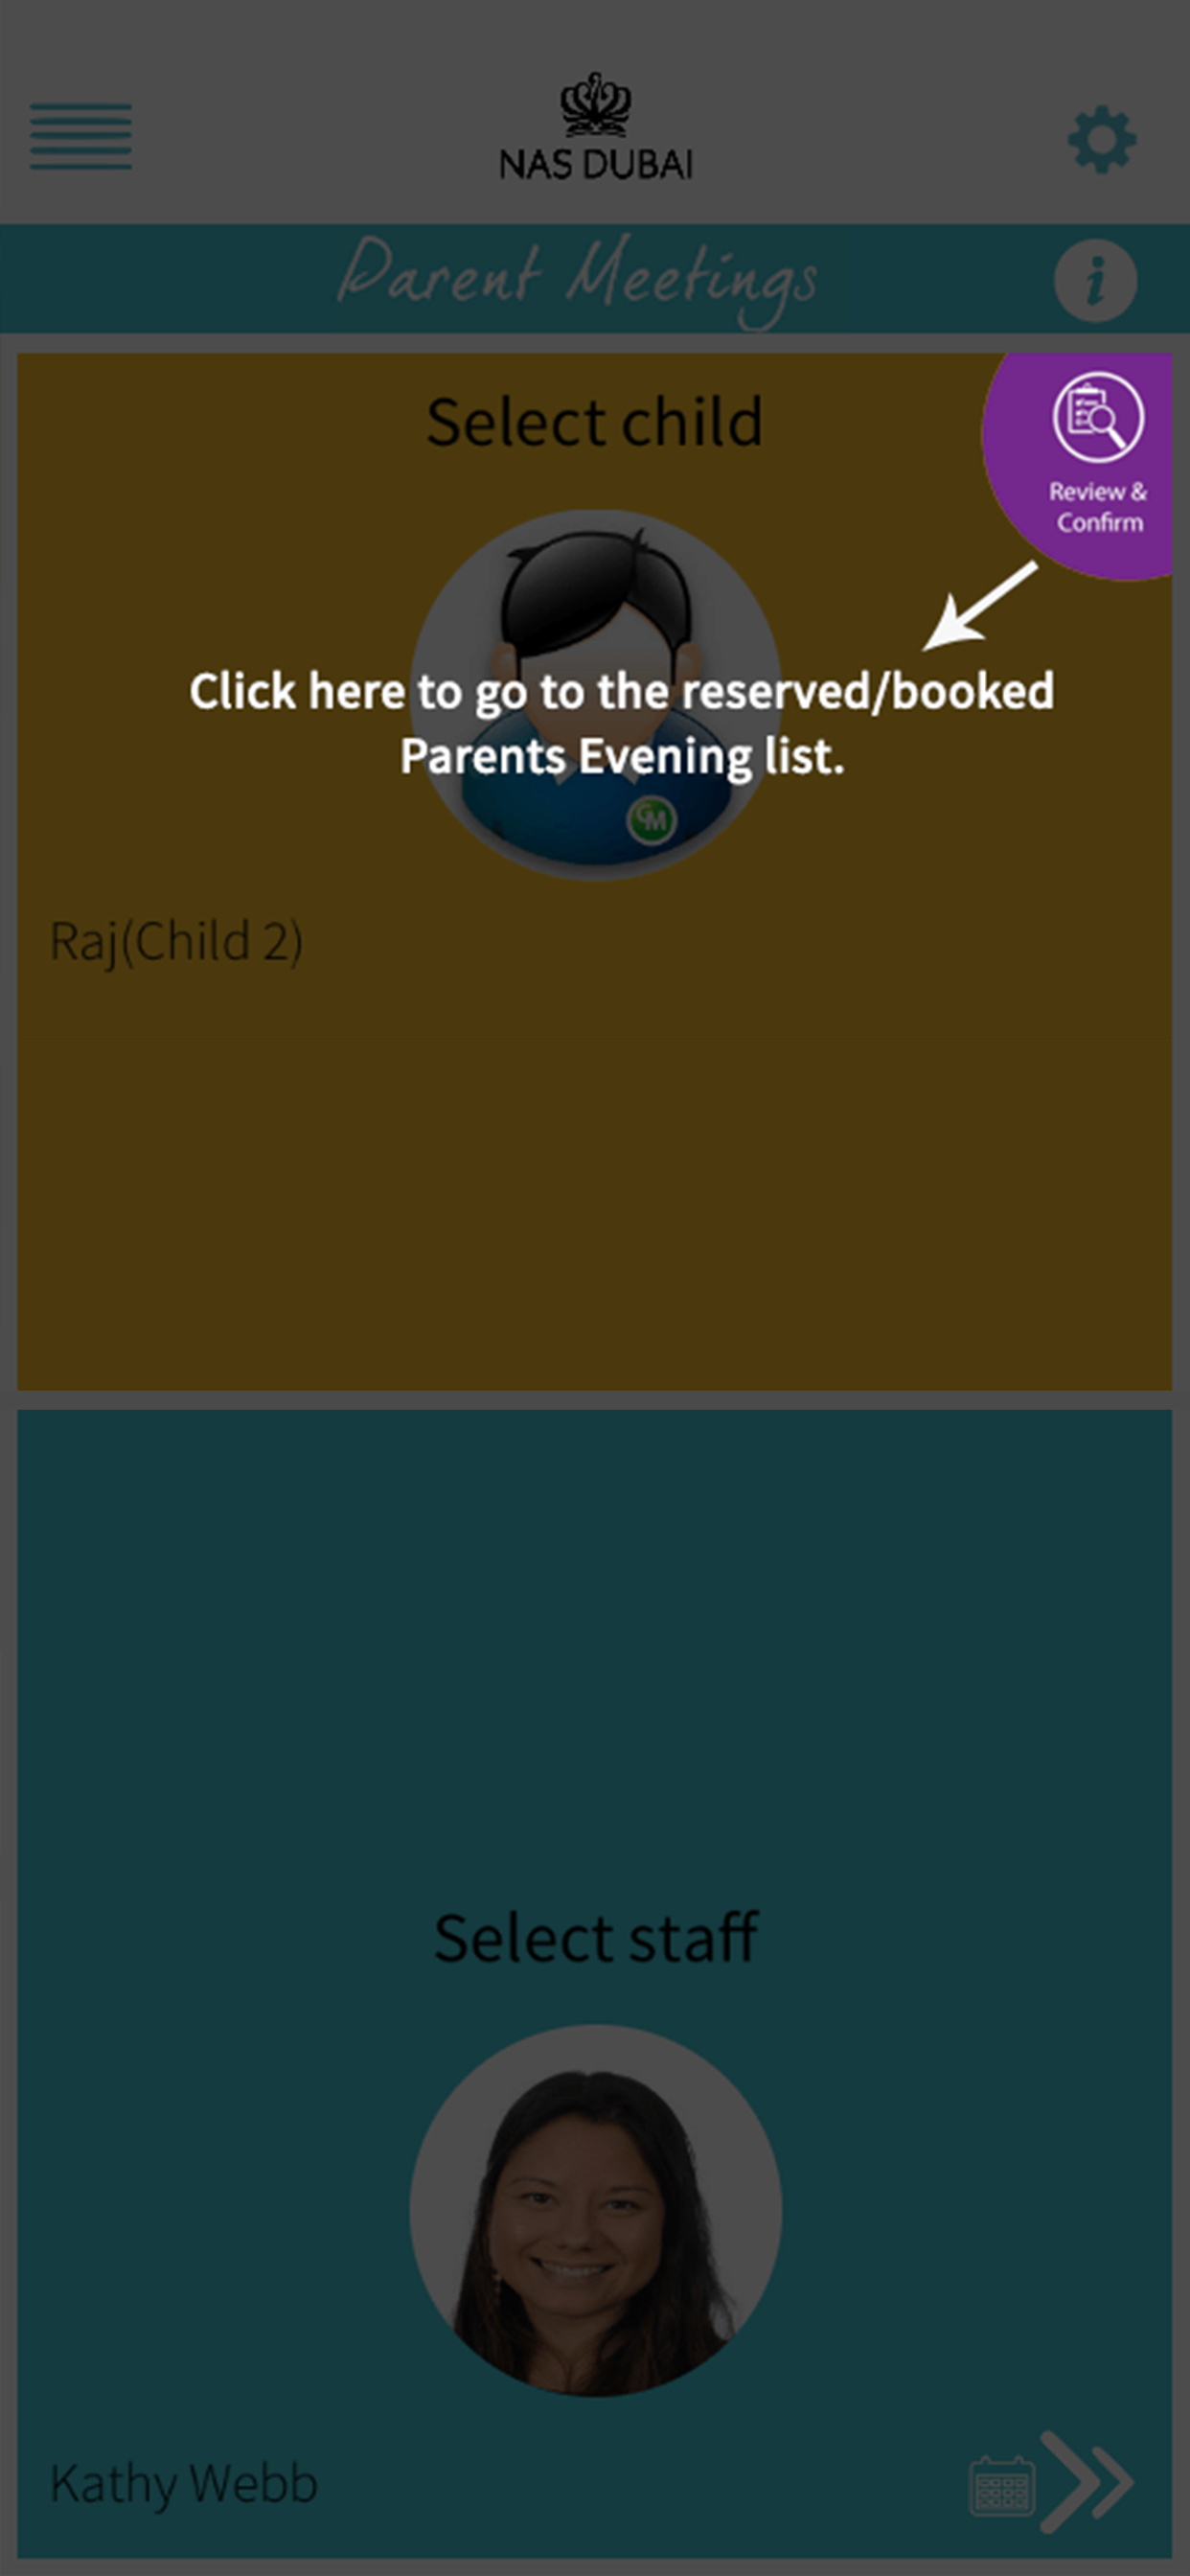 NAS DUBAI
Parent Meetings
i
Select child
Review &
Confirm
Click here to go to the reserved/booked
Parents Evening list.
CM
Raj(Child 2)
Select staff
Kathy Webb